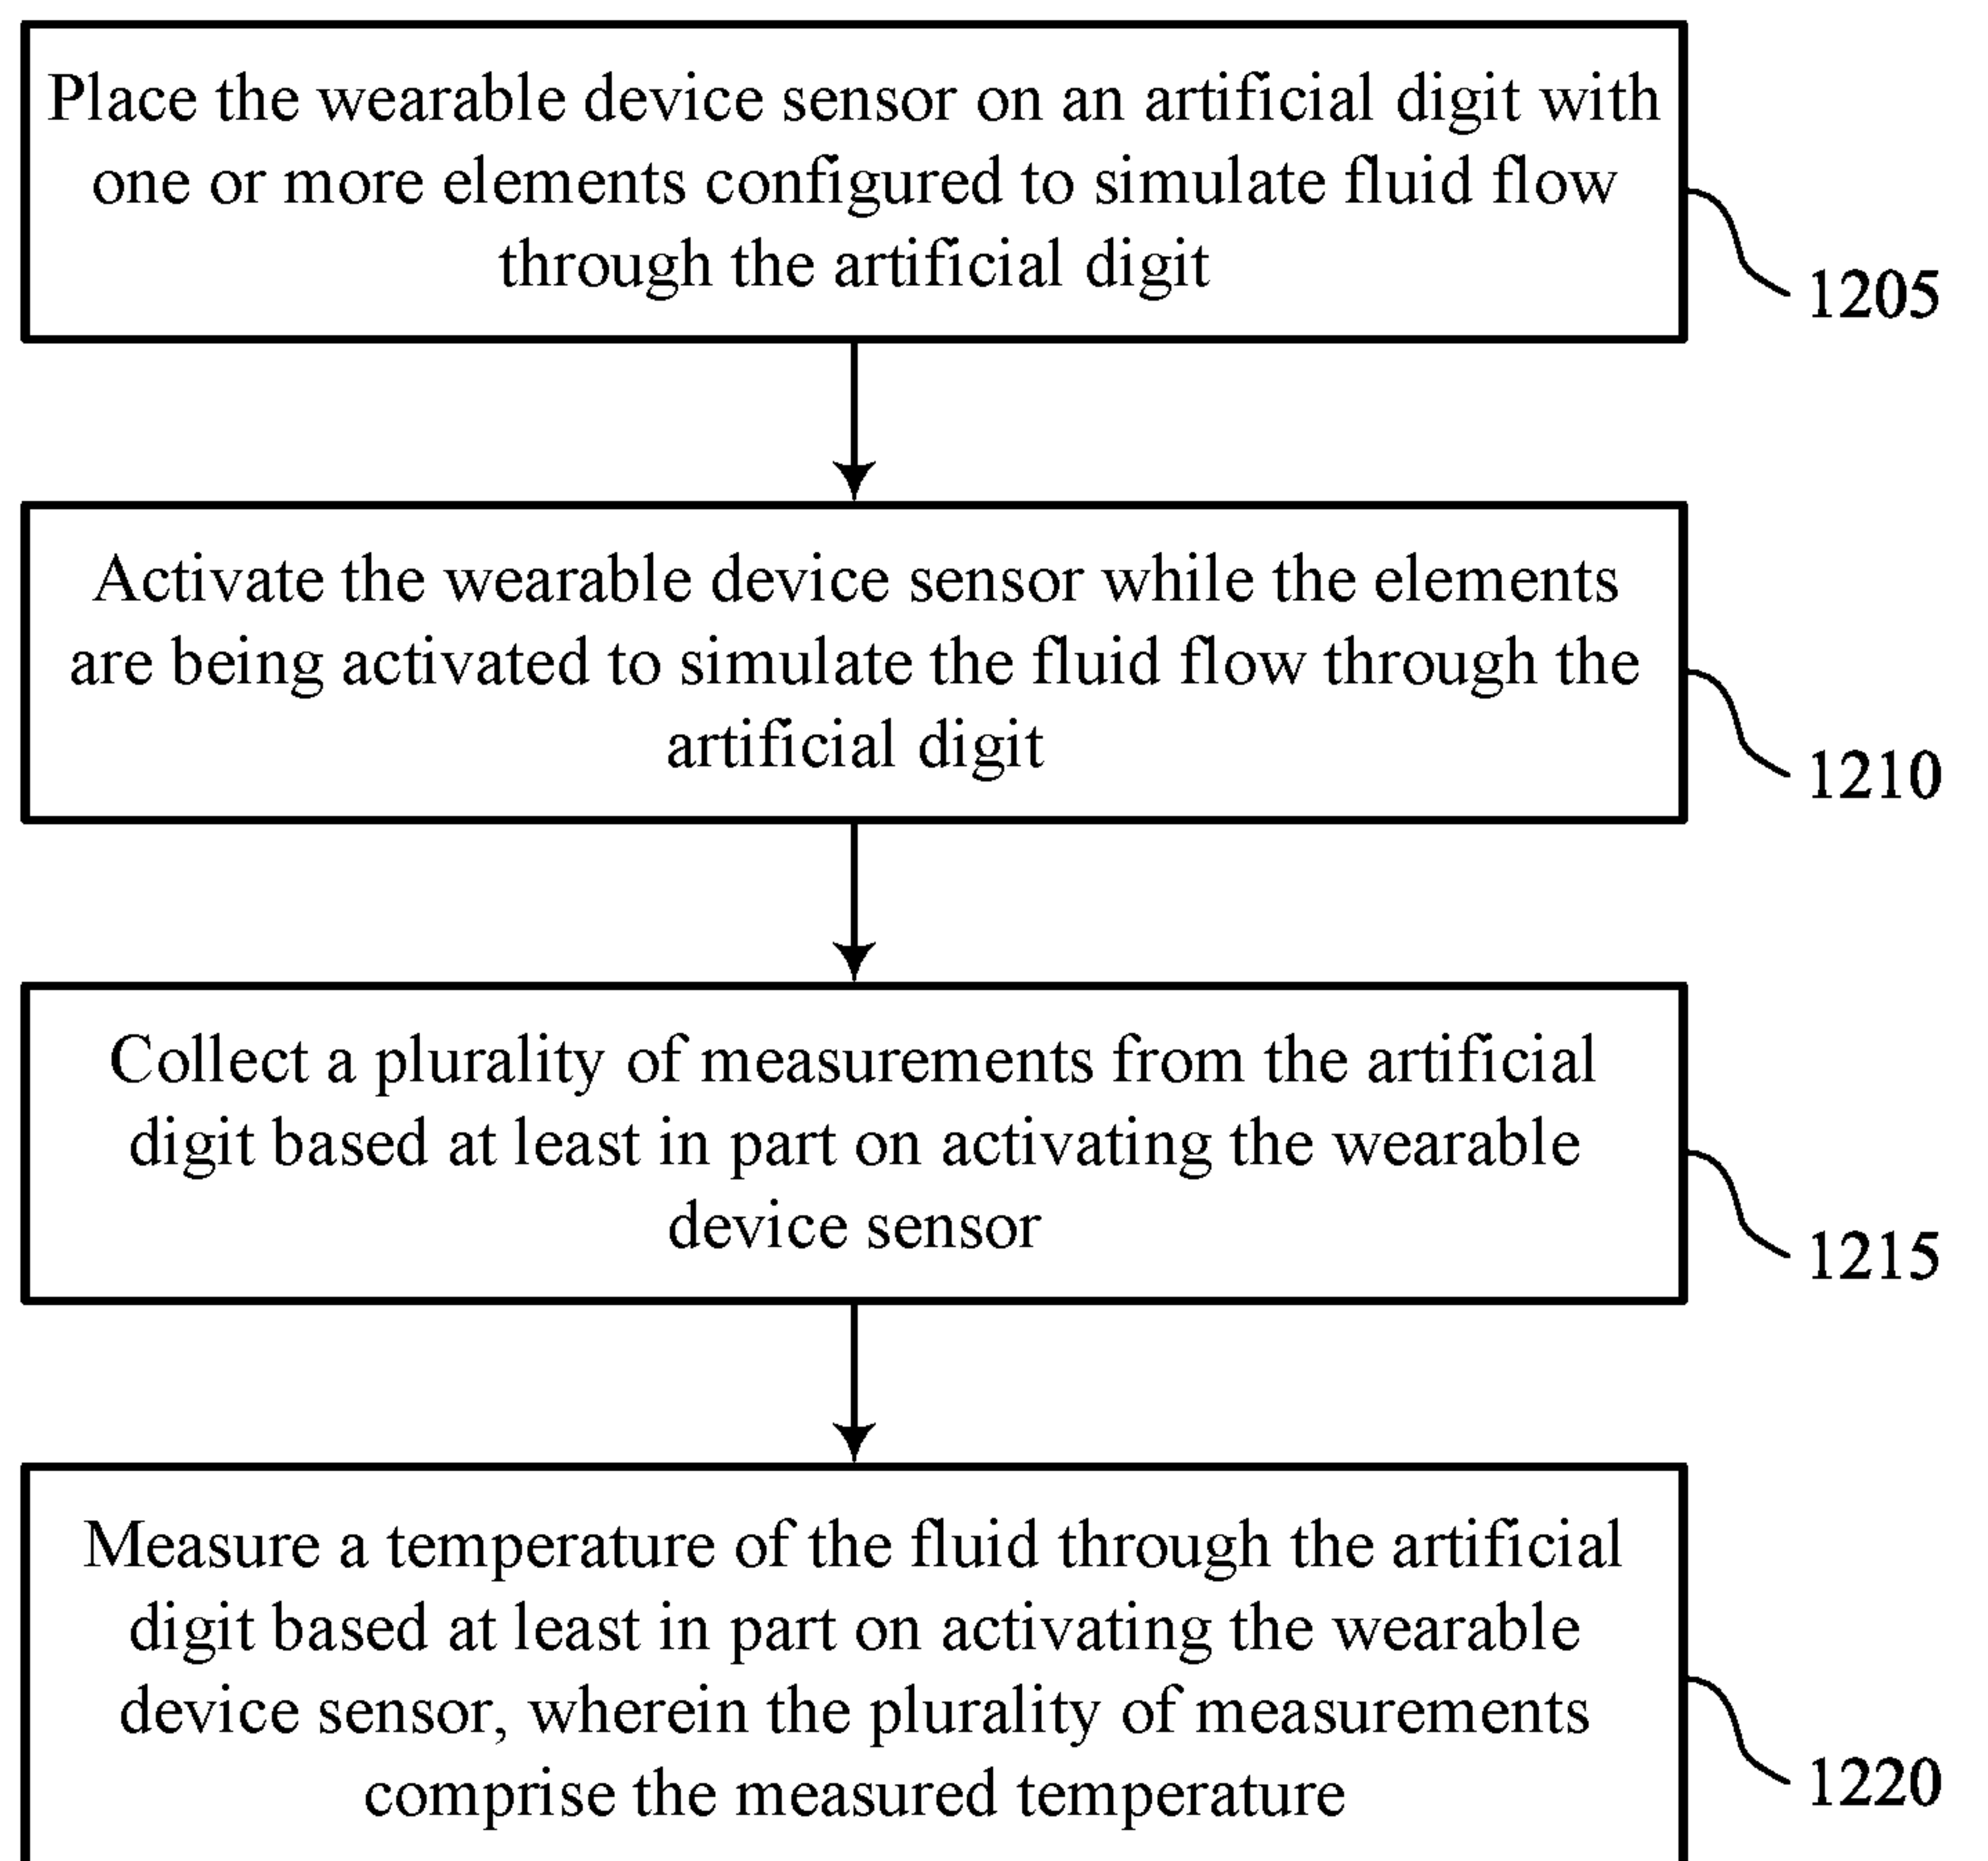 Place the wearable device sensor on an artificial digit with
one or more elements configured to simulate fluid flow
through the artificial digit
1205
Activate the wearable device sensor while the elements
are being activated to simulate the fluid flow through the
artificial digit
1210
Collect a plurality of measurements from the artificial
digit based at least in part on activating the wearable
device sensor
1215
Measure a temperature of the fluid through the artificial
digit based at least in part on activating the wearable
device sensor, wherein the plurality of measurements
comprise the measured temperature
1220